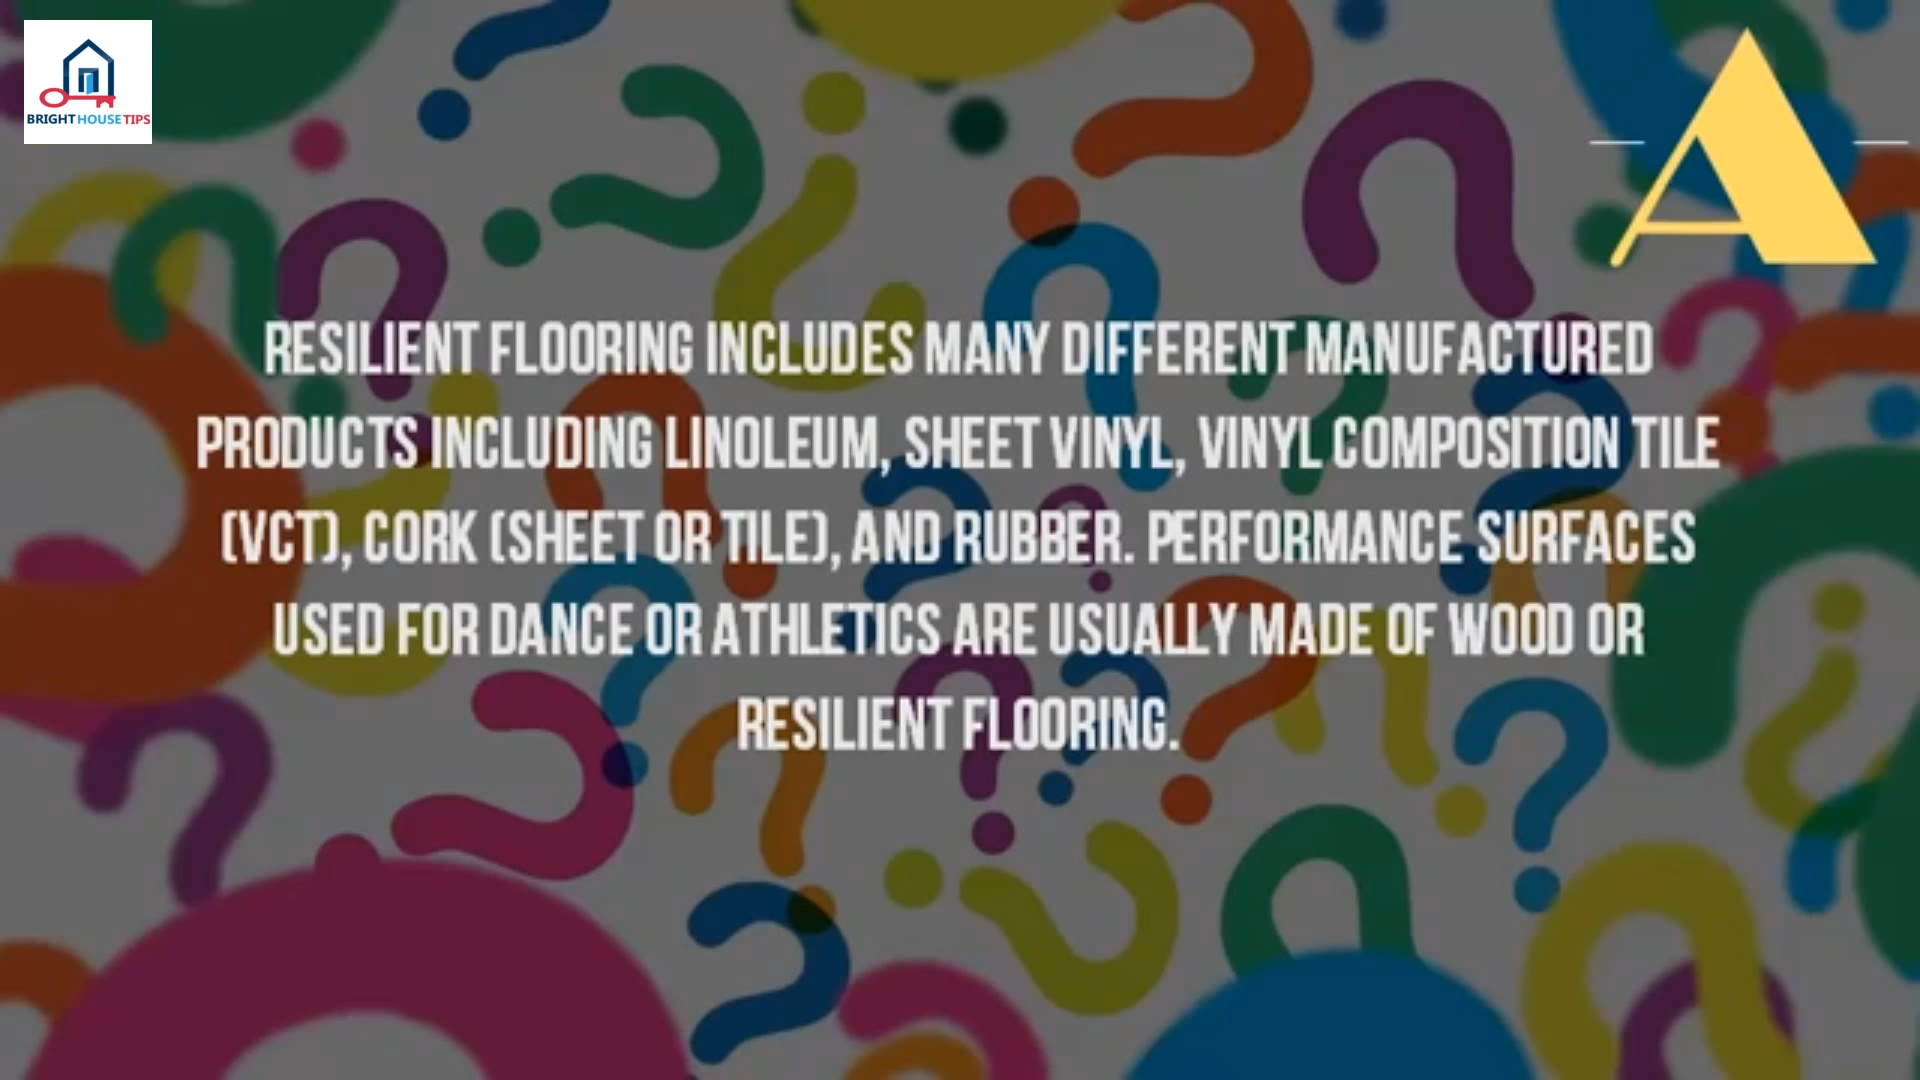 BRIGHT HOUSE TIPS
A
RESILIENT FLOORING INCLUDES MANY DIFFERENT MANUFACTURED
PRODUCTS INCLUDING LINOLEUM, SHEET VINYL, VINYL COMPOSITION TILE
(VCT), CORK (SHEET OR TILE), AND RUBBER. PERFORMANCE SURFACES
USED FOR DANCE OR ATHLETICS ARE USUALLY MADE OF WOOD OR
RESILIENT FLOORING.